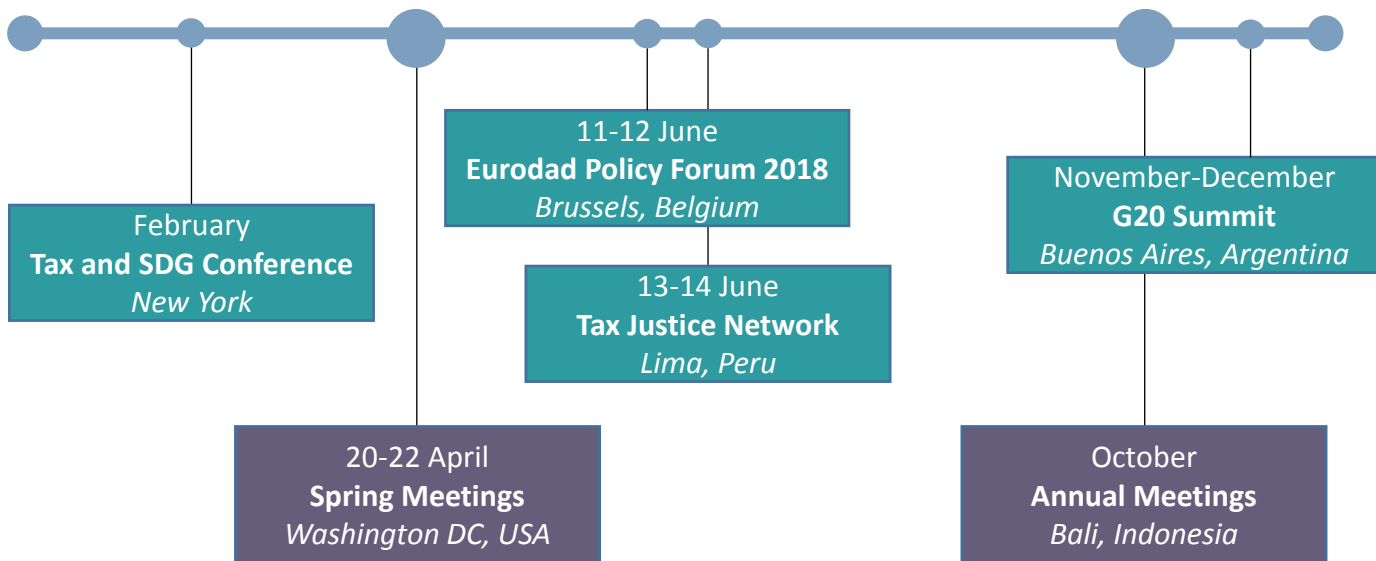 February
Tax and SDG Conference
New York
20-22 April
Spring Meetings
Washington DC, USA
11-12 June
Eurodad Policy Forum 2018
Brussels, Belgium
13-14 June
Tax Justice Network
Lima, Peru
October
Annual Meetings
Bali, Indonesia
November-December
G20 Summit
Buenos Aires, Argentina